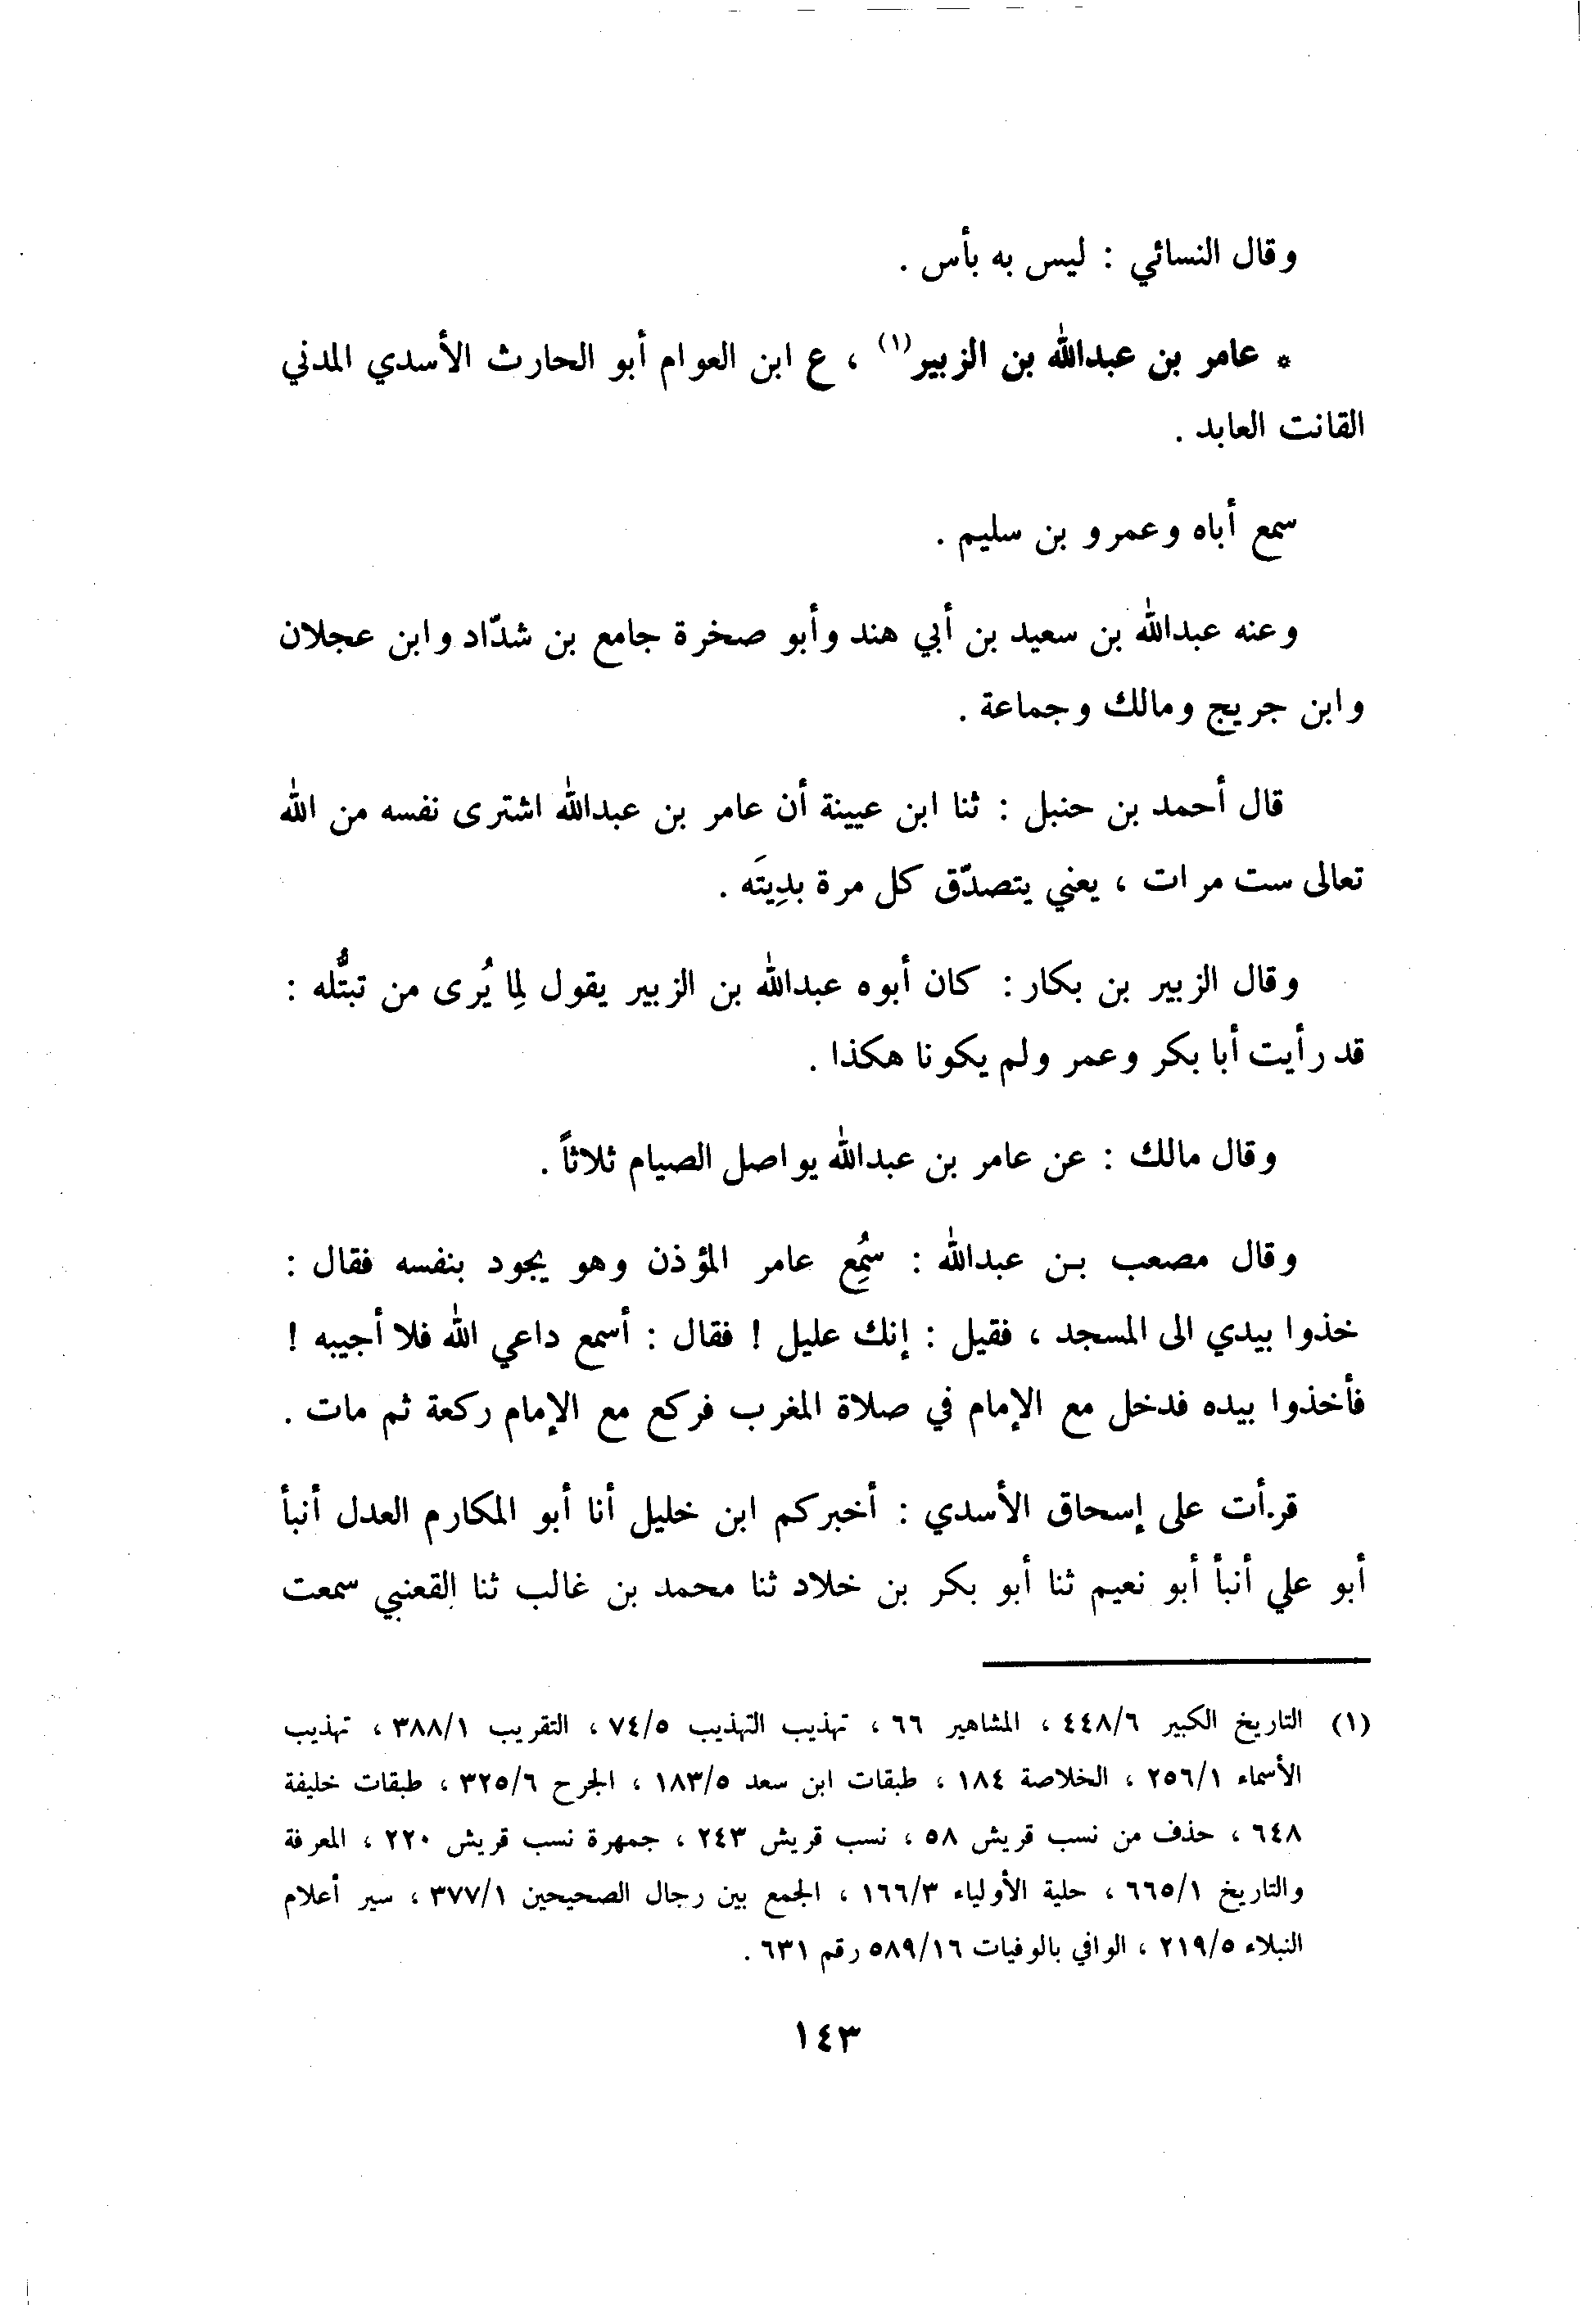 وقال النسائي : ليس به بأس .
* عامر بن عبدالله بن الزبير(١) ، ع ابن العوام أبو الحارث الأسدي المدني
القانت العابد .
سمع أباه وعمرو بن سليم .
وعنه عبدالله بن سعيد بن أبي هند وأبو صخرة جامع بن شدّاد وابن عجلان
وابن جريج ومالك وجماعة .
قال أحمد بن حنبل : ثنا ابن عيينة أن عامر بن عبدالله اشترى نفسه من الله
تعالى ست مرات ، يعني يتصدّق كل مرة بدِيتَه .
وقال الزبير بن بكار : كان أبوه عبدالله بن الزبير يقول لِما يُرى من تبتُّله :
قد رأيت أبا بكر وعمر ولم يكونا هكذا .
وقال مالك : عن عامر بن عبدالله يواصل الصيام ثلاثاً .
وقال مصعب بن عبدالله : سُمِع عامر المؤذن وهو يجود بنفسه فقال :
خذوا بيدي الى المسجد ، فقيل : إنك عليل ! فقال : أسمع داعي الله فلا أجيبه !
فأخذوا بيده فدخل مع الإمام في صلاة المغرب فركع مع الإمام ركعة ثم مات .
قرأت على إسحاق الأسدي : أخبركم ابن خليل أنا أبو المكارم العدل أنبأ
أبو علي أنبأ أبو نعيم ثنا أبو بكر بن خلاد ثنا محمد بن غالب ثنا القعنبي سمعت
(١) التاريخ الكبير ٤٤٨/٦ ، المشاهير ٦٦ ، تهذيب التهذيب ٧٤/٥ ، التقريب ٣٨٨/١ ، تهذيب
الأسماء ٢٥٦/١ ، الخلاصة ١٨٤ ، طبقات ابن سعد ١٨٣/٥ ، الجرح ٣٢٥/٦ ، طبقات خليفة
٦٤٨ ، حذف من نسب قريش ٥٨ ، نسب قريش ٢٤٣ ، جمهرة نسب قريش ٢٢٠ ، المعرفة
والتاريخ ٦٦٥/١ ، حلية الأولياء ١٦٦/٣ ، الجمع بين رجال الصحيحين ٣٧٧/١ ، سير أعلام
النبلاء ٢١٩/٥ ، الوافي بالوفيات ٥٨٩/١٦ رقم ٦٣١ .
١٤٣